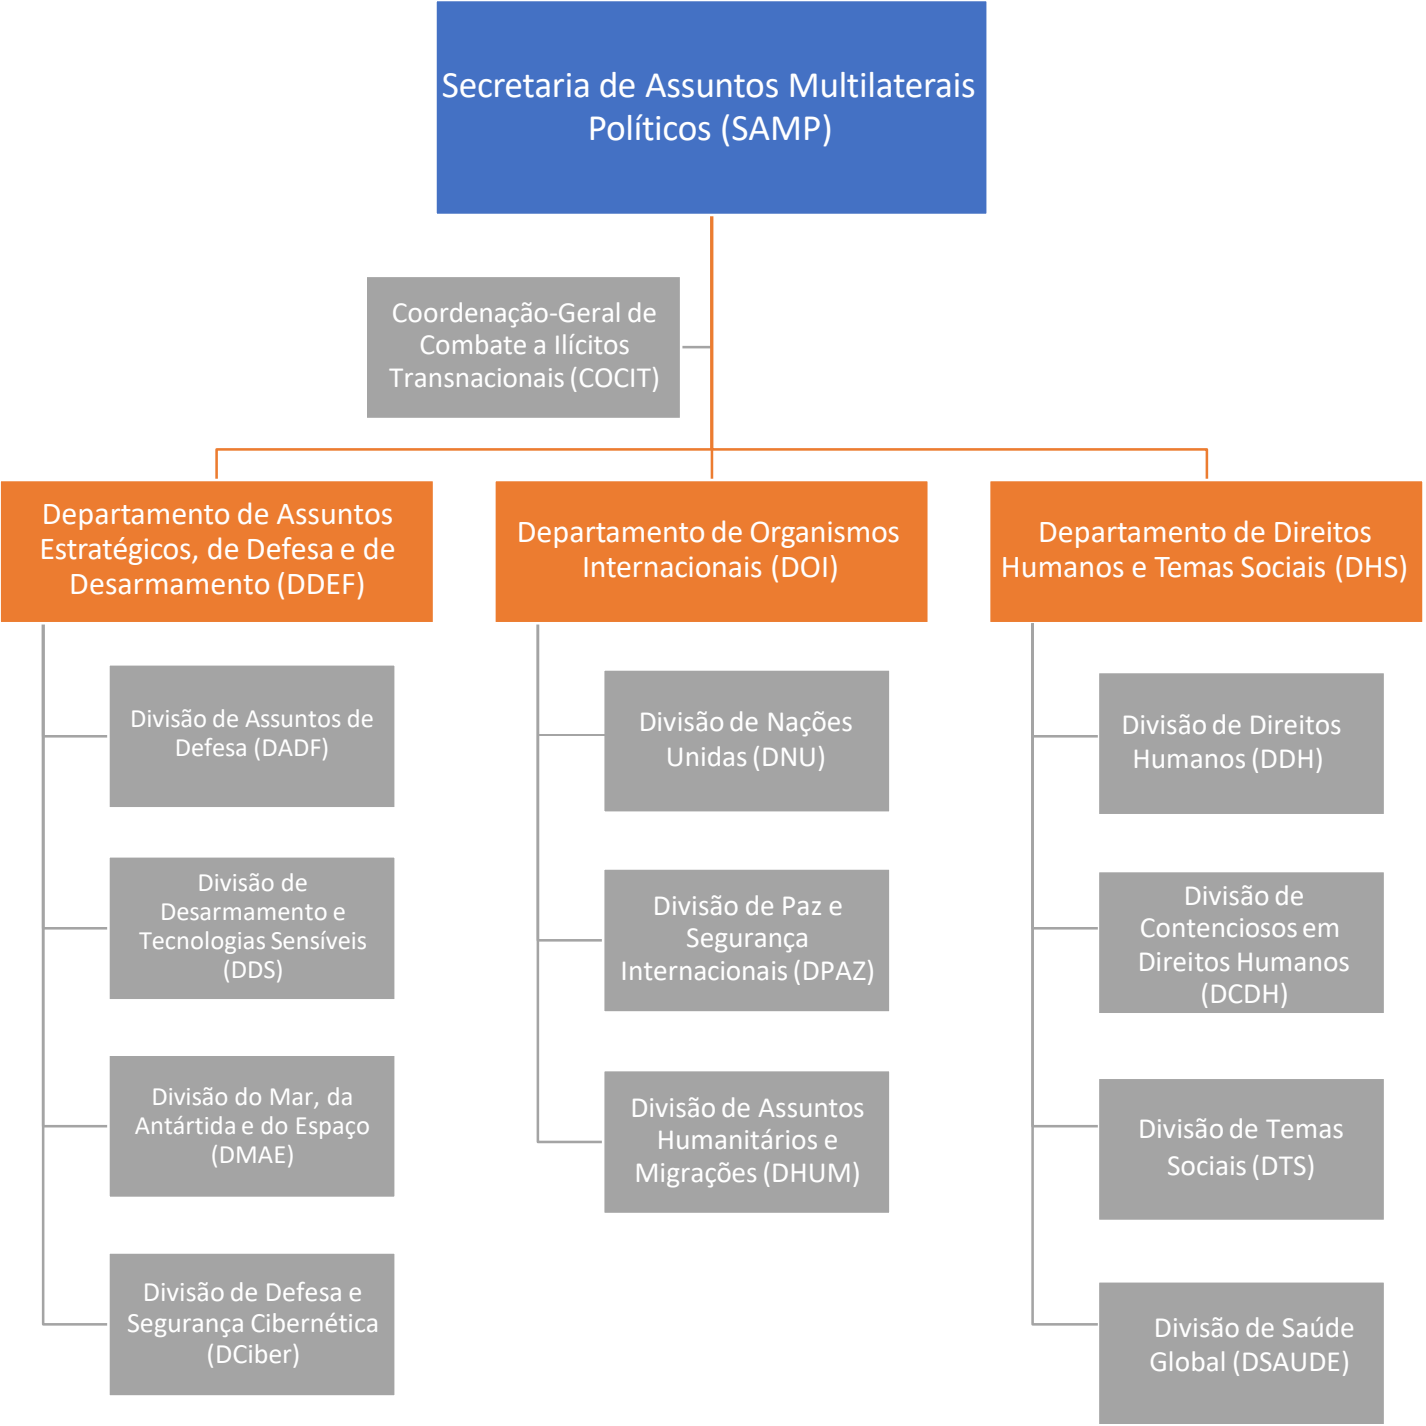 Secretaria de Assuntos Multilaterais
Políticos (SAMP)
Coordenação-Geral de
Combate a Ilícitos
Transnacionais (COCIT)
Departamento de Assuntos
Estratégicos, de Defesa e de
Desarmamento (DDEF)
Divisão de Assuntos de
Defesa (DADF)
Divisão de
Desarmamento e
Tecnologias Sensíveis
(DDS)
Divisão do Mar, da
Antártida e do Espaço
(DMAE)
Divisão de Defesa e
Segurança Cibernética
(DCiber)
Departamento de Organismos
Internacionais (DOI)
Divisão de Nações
Unidas (DNU)
Divisão de Paz e
Segurança
Internacionais (DPAZ)
Divisão de Assuntos
Humanitários e
Migrações (DHUM)
Departamento de Direitos
Humanos e Temas Sociais (DHS)
Divisão de Direitos
Humanos (DDH)
Divisão de
Contenciosos em
Direitos Humanos
(DCDH)
Divisão de Temas
Sociais (DTS)
Divisão de Saúde
Global (DSAUDE)